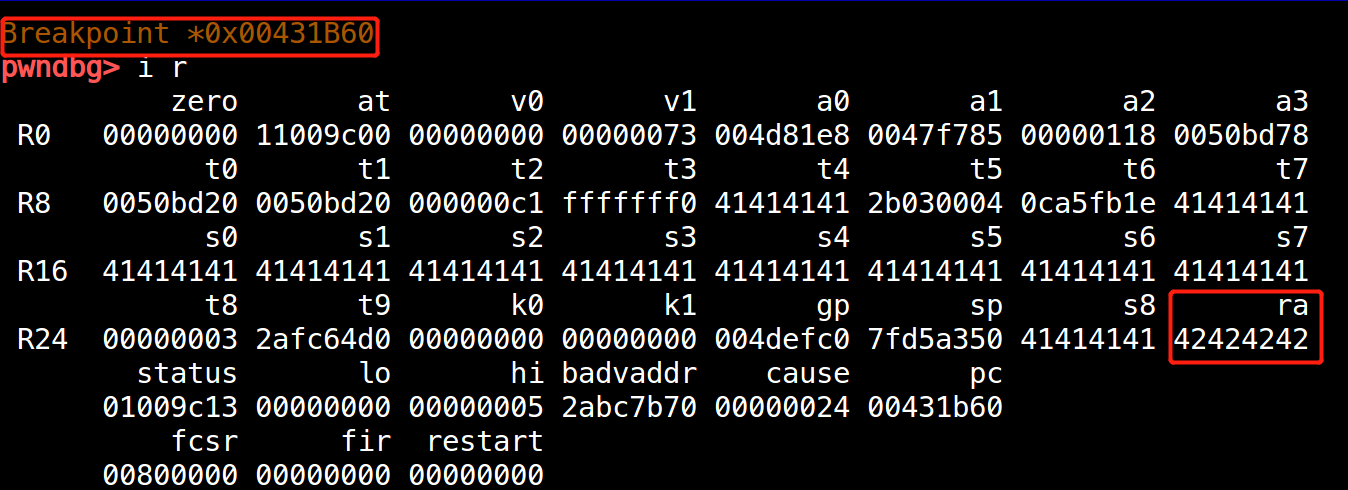 Breakpoint *0x00431B60
pwndbg> i r
zero at v0 v1 a0 a1 a2 a3
R0 00000000 11009c00 00000000 00000073 004d81e8 0047f785 00000118 0050bd78
t0 t1 t2 t3 t4 t5 t6 t7
R8 0050bd20 0050bd20 000000c1 fffffff0 41414141 2b030004 0ca5fb1e 41414141
s0 s1 s2 s3 s4 s5 s6 s7
R16 41414141 41414141 41414141 41414141 41414141 41414141 41414141 41414141
t8 t9 k0 k1 gp sp s8 ra
R24 00000003 2afc64d0 00000000 00000000 004defc0 7fd5a350 41414141 42424242
status lo hi badvaddr cause pc
01009c13 00000000 00000005 2abc7b70 00000024 00431b60
fcsr fir restart
00800000 00000000 00000000